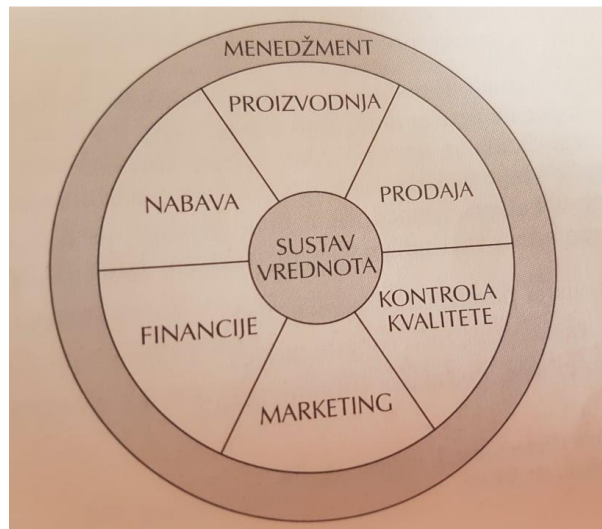 MENEDŽMENT
PROIZVODNJA
NABAVA
PRODAJA
SUSTAV
VREDNOTA
FINANCIJE
KONTROLA
KVALITETE
MARKETING